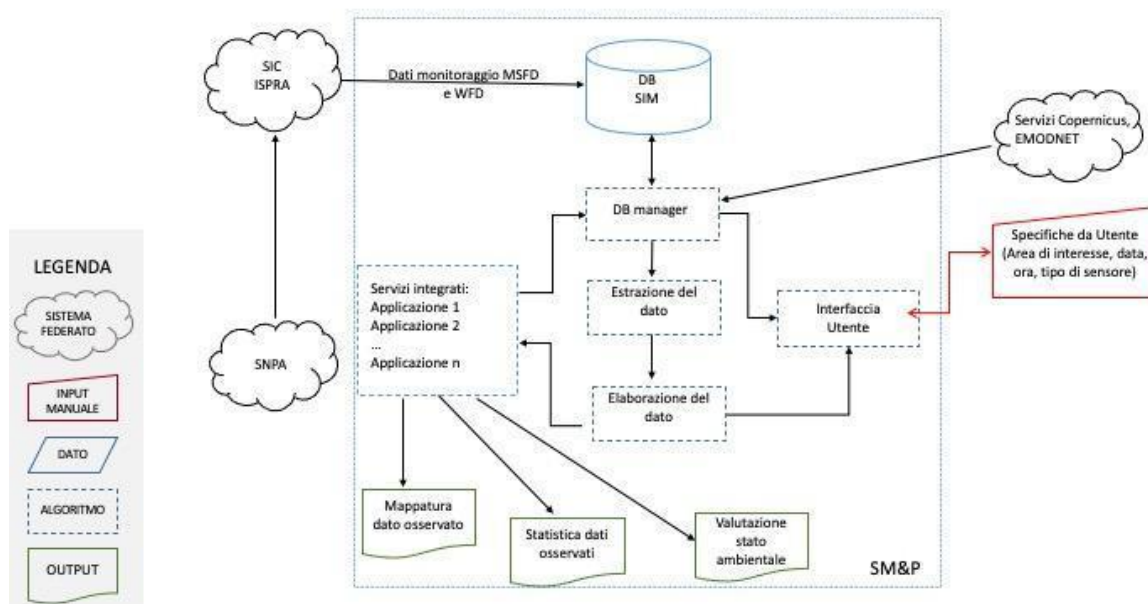 SIC
ISPRA
Dati monitoraggio MSFD
e WFD
DB
SIM
Servizi Copernicus,
EMODNET
DB manager
Specifiche da Utente
(Area di interesse, data,
ora, tipo di sensore)
Servizi integrati:
Applicazione 1
Applicazione 2
...
Applicazione n
Estrazione del
dato
Interfaccia
Utente
SNPA
Elaborazione del
dato
Mappatura
dato osservato
Statistica dati
osservati
Valutazione
stato
ambientale
SM&P
LEGENDA
SISTEMA
FEDERATO
INPUT
MANUALE
DATO
ALGORITMO
OUTPUT